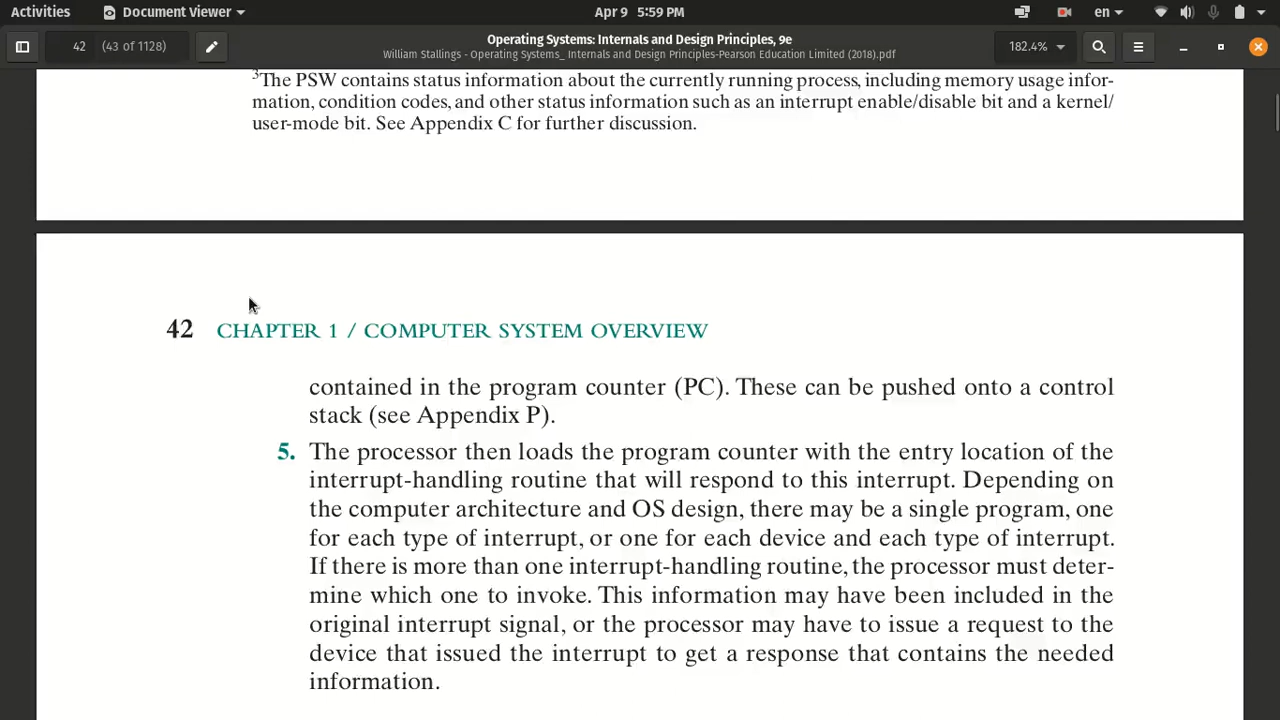 Activities
Document Viewer
Apr 9 5:59 PM
en
42
(43 of 1128)
Operating Systems: Internals and Design Principles, 9e
William Stallings - Operating Systems_ Internals and Design Principles-Pearson Education Limited (2018).pdf
182.4%
3The PSW contains status information about the currently running process, including memory usage infor-
mation, condition codes, and other status information such as an interrupt enable/disable bit and a kernel/
user-mode bit. See Appendix C for further discussion.
42 CHAPTER 1 / COMPUTER SYSTEM OVERVIEW
contained in the program counter (PC). These can be pushed onto a control
stack (see Appendix P).
5. The processor then loads the program counter with the entry location of the
interrupt-handling routine that will respond to this interrupt. Depending on
the computer architecture and OS design, there may be a single program, one
for each type of interrupt, or one for each device and each type of interrupt.
If there is more than one interrupt-handling routine, the processor must deter-
mine which one to invoke. This information may have been included in the
original interrupt signal, or the processor may have to issue a request to the
device that issued the interrupt to get a response that contains the needed
information.